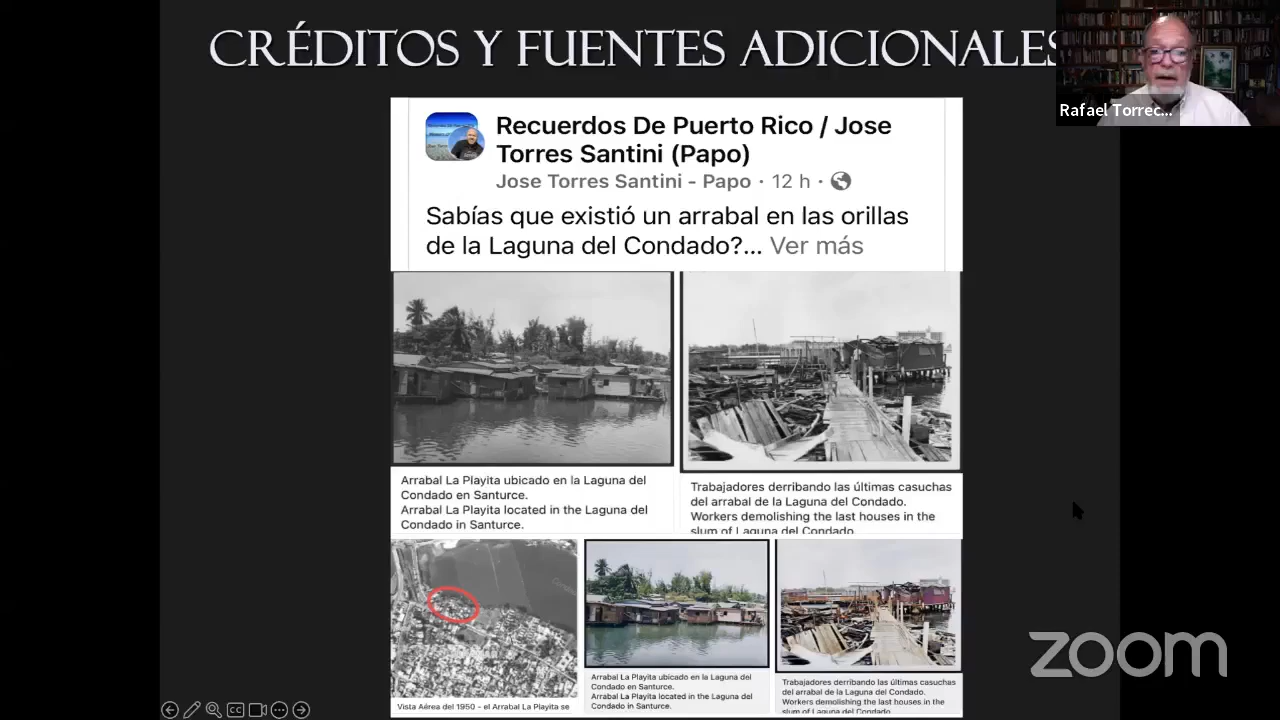 CRÉDITOS Y FUENTES ADICIONALES
Rafael Torrec...
Recuerdos De Puerto Rico / Jose
Torres Santini (Papo)
Jose Torres Santini - Papo · 12 h ·
Sabías que existió un arrabal en las orillas
de la Laguna del Condado?... Ver más
Arrabal La Playita ubicado en la Laguna del
Condado en Santurce.
Arrabal La Playita located in the Laguna del
Condado in Santurce.
Trabajadores derribando las últimas casuchas
del arrabal de la Laguna del Condado.
Workers demolishing the last houses in the
slum of Laguna del Condado
Vista Aérea del 1950 - el Arrabal La Playita se
Arrabal La Playita ubicado en la Laguna del
Condado en Santurce.
Arrabal La Playita located in the Laguna del
Condado in Santurce.
Trabajadores derribando las últimas casuchas
del arrabal de la Laguna del Condado.
Workers demolishing the last houses in the
slum of Laguna del Condado
zoom
CC